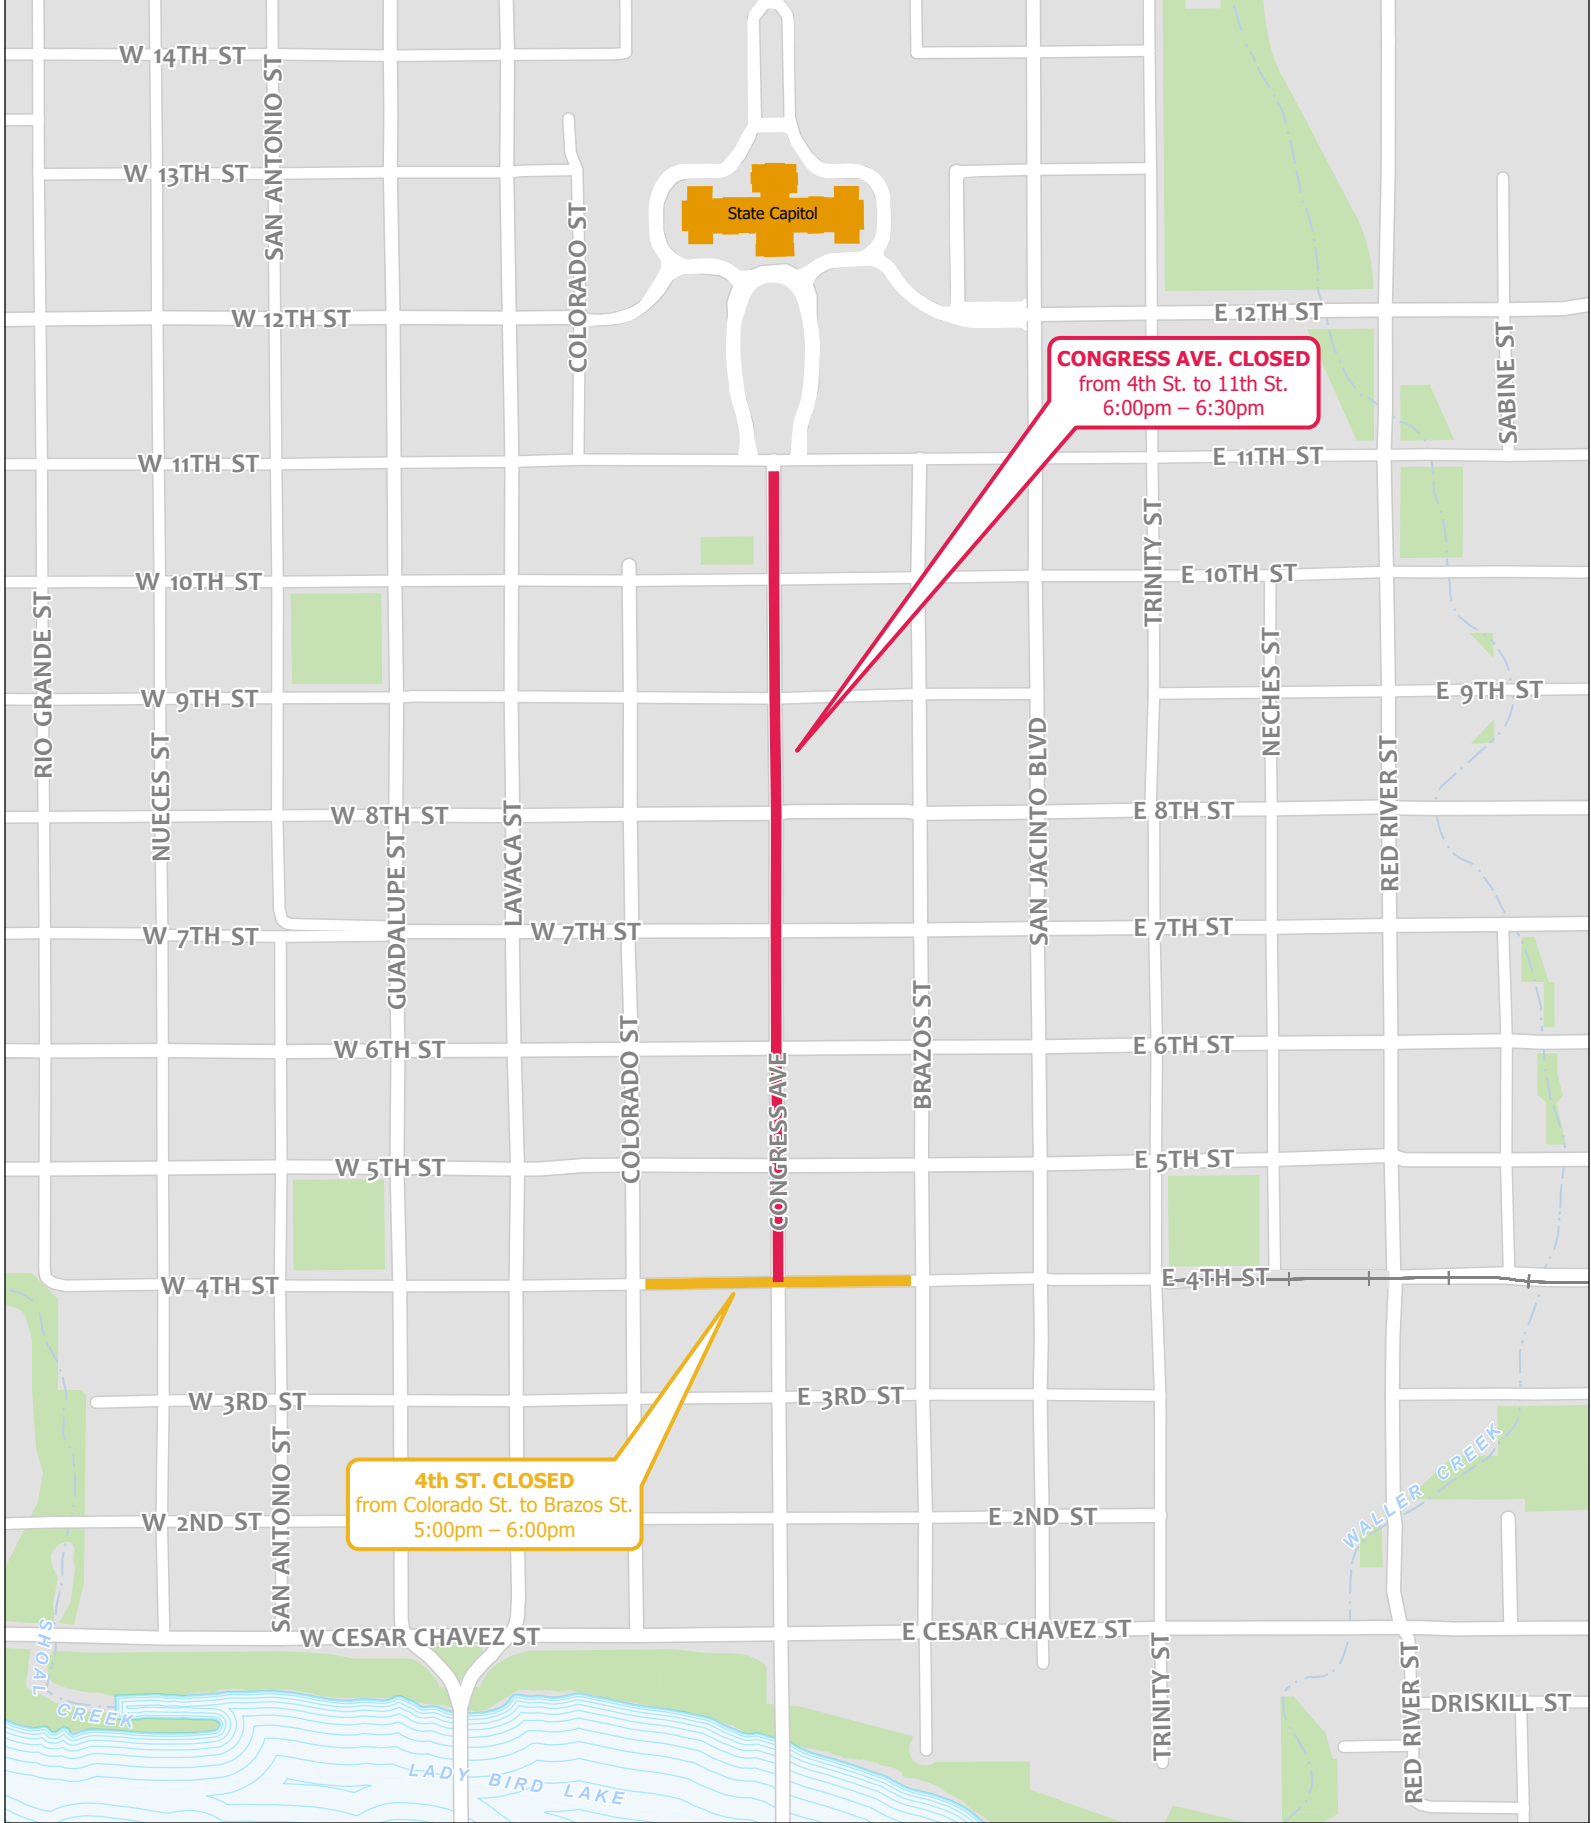 W 14TH ST
SAN ANTONIO ST
W 13TH ST
State Capitol
COLORADO ST
W 12TH ST
E 12TH ST
CONGRESS AVE. CLOSED
from 4th St. to 11th St.
6:00pm – 6:30pm
SABINE ST
W 11TH ST
E 11TH ST
TRINITY ST
W 10TH ST
E 10TH ST
RIO GRANDE ST
NECHES ST
W 9TH ST
E 9TH ST
NUECES ST
SAN JACINTO BLVD
RED RIVER ST
W 8TH ST
E 8TH ST
LAVACA ST
GUADALUPE ST
W 7TH ST
W 7TH ST
E 7TH ST
BRAZOS ST
COLORADO ST
W 6TH ST
E 6TH ST
CONGRESS AVE
W 5TH ST
E 5TH ST
W 4TH ST
E 4TH ST
W 3RD ST
E 3RD ST
SAN ANTONIO ST
WALLER CREEK
4th ST. CLOSED
from Colorado St. to Brazos St.
5:00pm – 6:00pm
W 2ND ST
E 2ND ST
W CESAR CHAVEZ ST
E CESAR CHAVEZ ST
SHOAL
CREEK
TRINITY ST
RED RIVER ST
DRISKILL ST
LADY BIRD LAKE